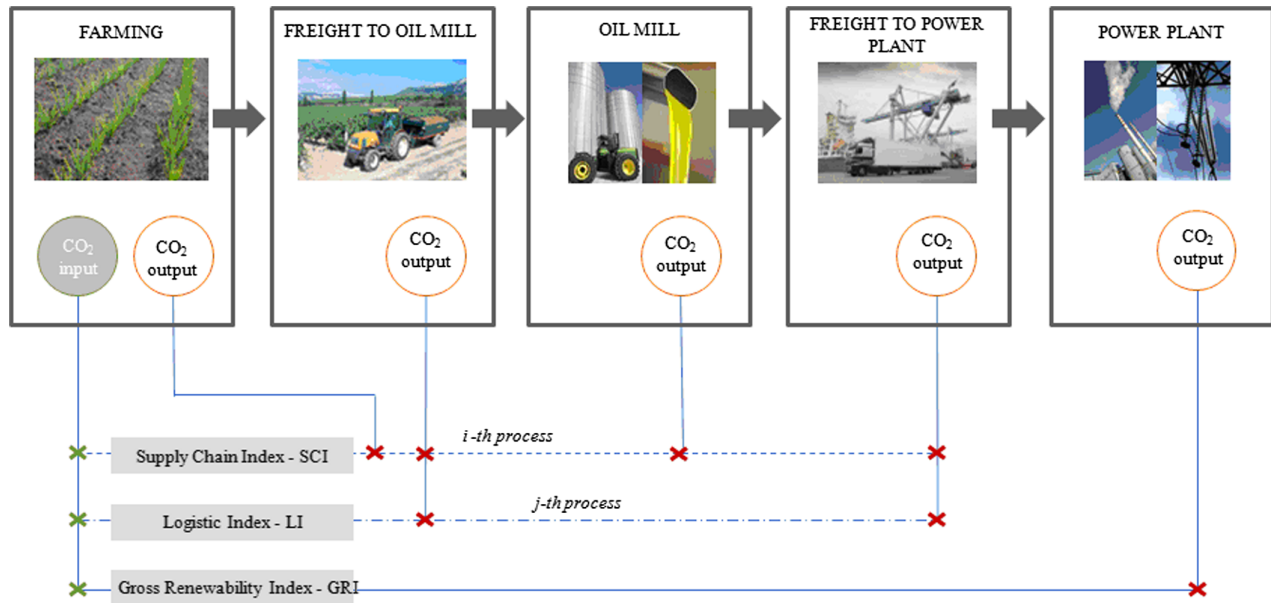 FARMING
FREIGHT TO OIL MILL
OIL MILL
FREIGHT TO POWER
PLANT
POWER PLANT
CO₂
input
CO₂
output
CO₂
output
CO₂
output
CO₂
output
CO₂
output
i-th process
Supply Chain Index - SCI
j-th process
Logistic Index - LI
Gross Renewability Index - GRI